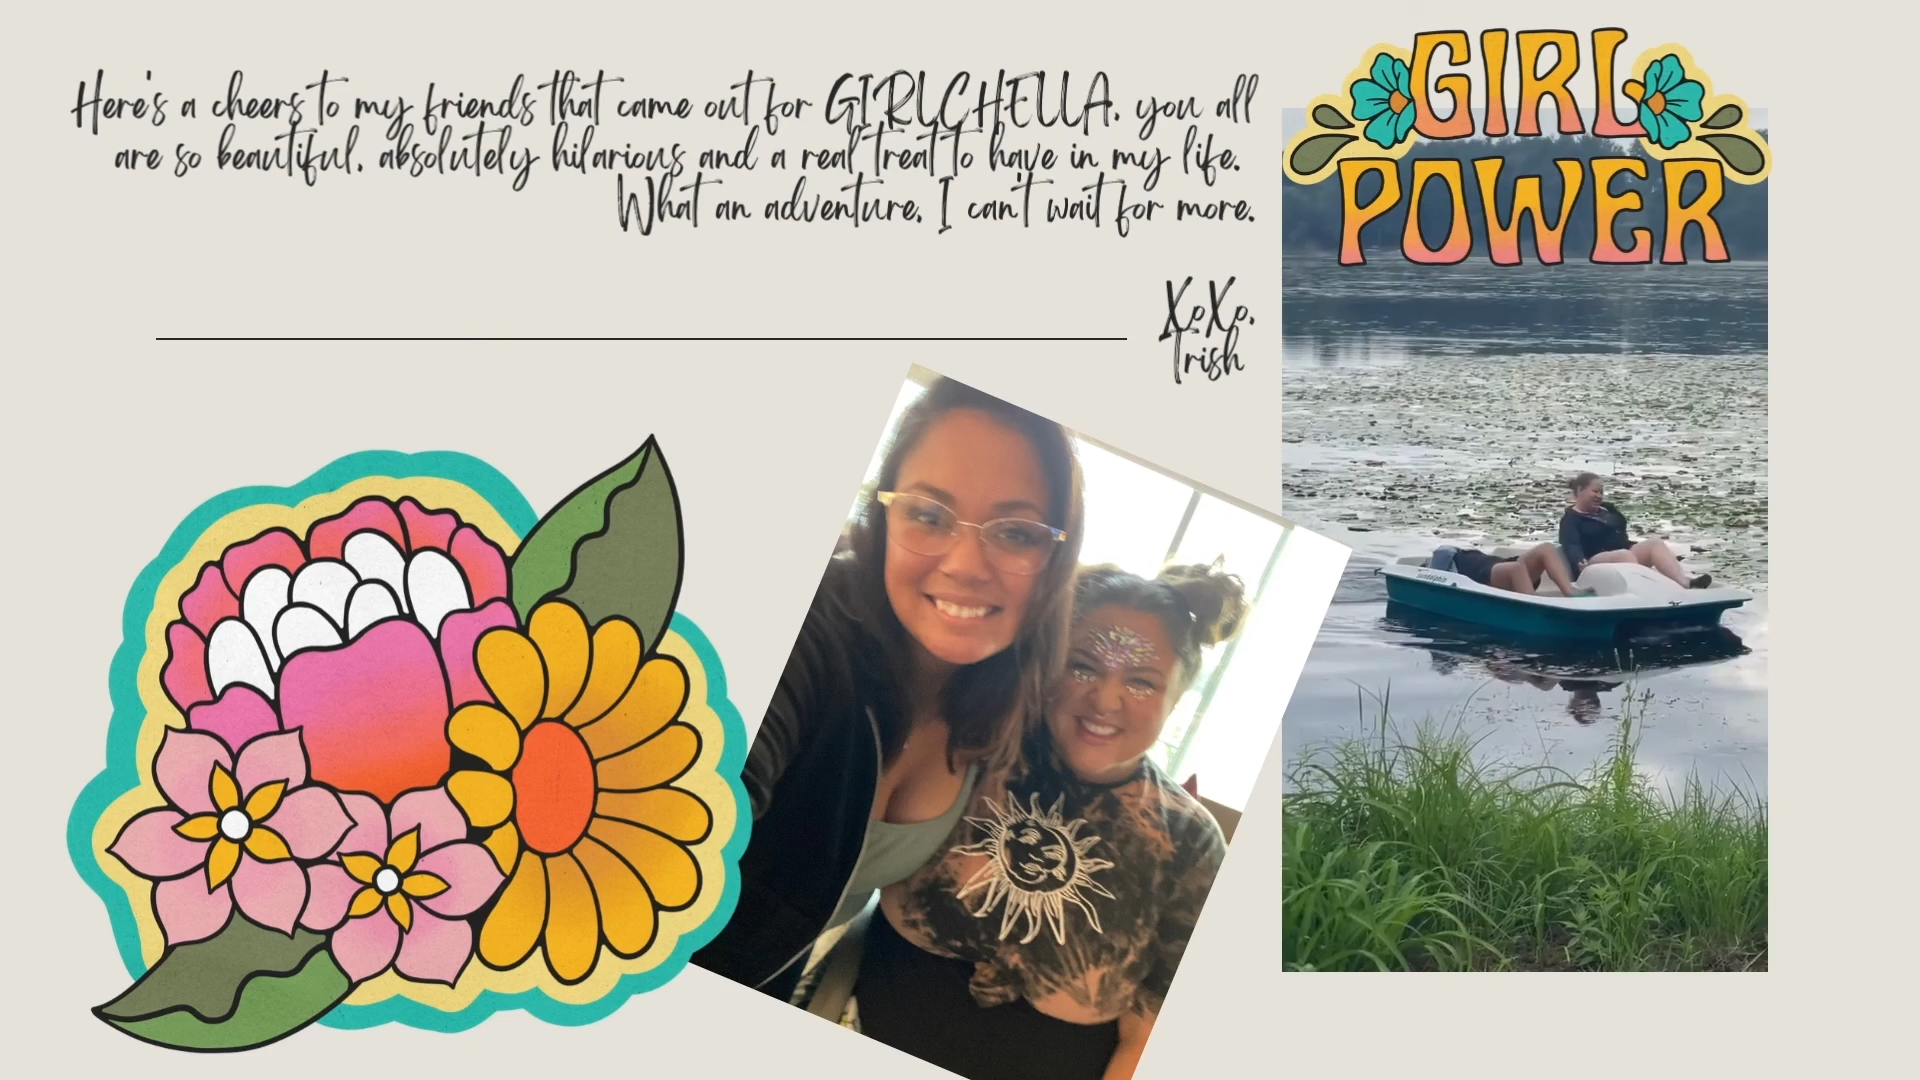 Here's a cheers to my friends that came out for GIRLCHELLA, you all
are so beautiful, absolutely hilarious and a real treat to have in my life.
What an adventure, I can't wait for more.
XoXo,
Trish
GIRL
POWER